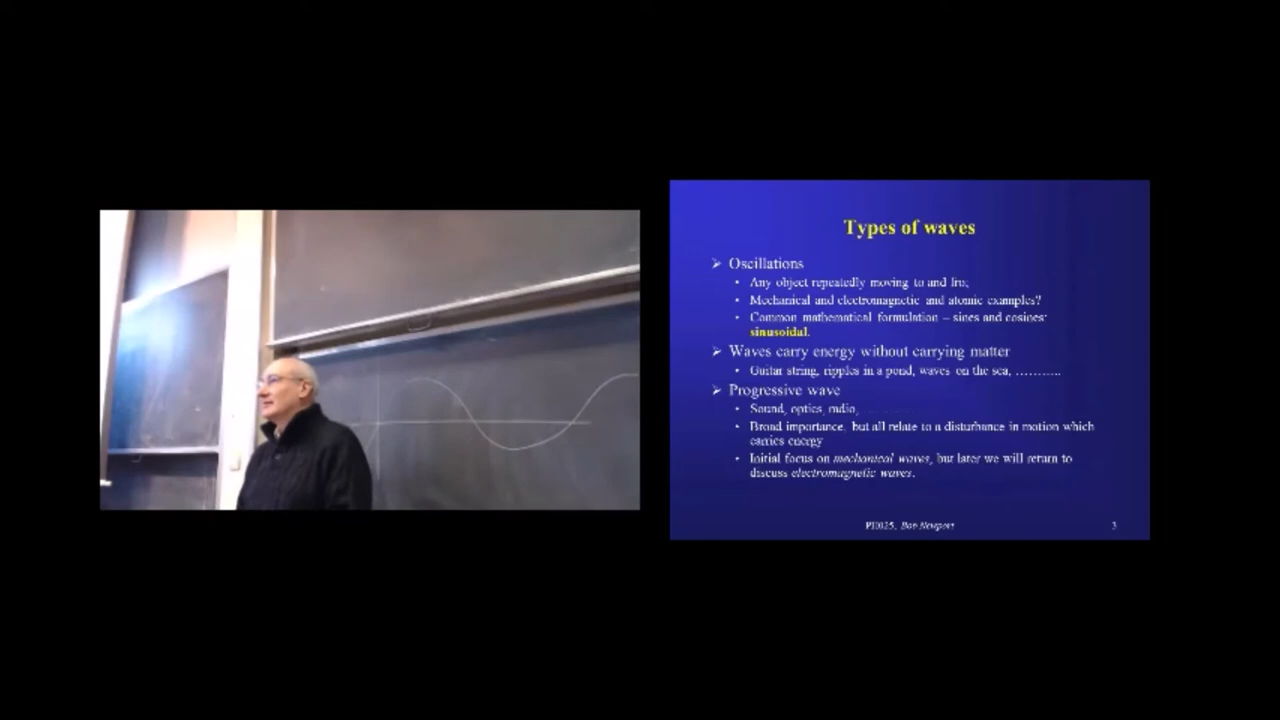 Types of waves
➢ Oscillations
• Any object repeatedly moving to and fro;
• Mechanical and electromagnetic and atomic examples?
• Common mathematical formulation – sines and cosines:
sinusoidal.
➢ Waves carry energy without carrying matter
• Guitar string, ripples in a pond, waves on the sea, ………..
➢ Progressive wave
• Sound, optics, radio, ………
• Broad importance, but all relate to a disturbance in motion which
carries energy
• Initial focus on mechanical waves, but later we will return to
discuss electromagnetic waves.
PH025, Bob Newport
3